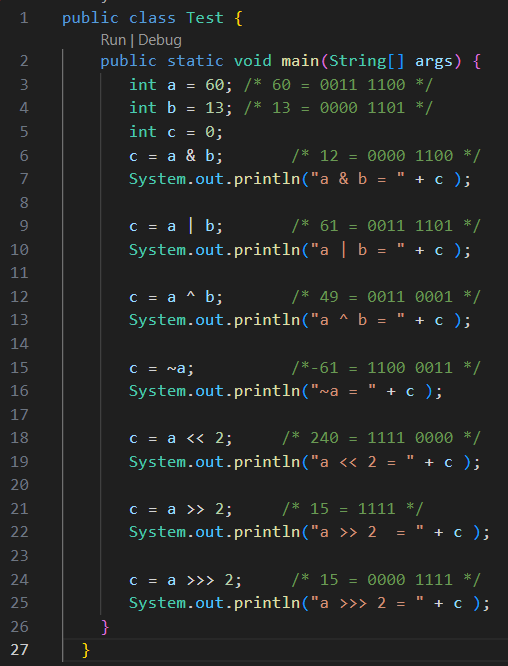 1 public class Test {
Run | Debug
2 public static void main(String[] args) {
3 int a = 60; /* 60 = 0011 1100 */
4 int b = 13; /* 13 = 0000 1101 */
5 int c = 0;
6 c = a & b; /* 12 = 0000 1100 */
7 System.out.println("a & b = " + c );
8
9 c = a | b; /* 61 = 0011 1101 */
10 System.out.println("a | b = " + c );
11
12 c = a ^ b; /* 49 = 0011 0001 */
13 System.out.println("a ^ b = " + c );
14
15 c = ~a; /*-61 = 1100 0011 */
16 System.out.println("~a = " + c );
17
18 c = a << 2; /* 240 = 1111 0000 */
19 System.out.println("a << 2 = " + c );
20
21 c = a >> 2; /* 15 = 1111 */
22 System.out.println("a >> 2  = " + c );
23
24 c = a >>> 2; /* 15 = 0000 1111 */
25 System.out.println("a >>> 2 = " + c );
26 }
27 }